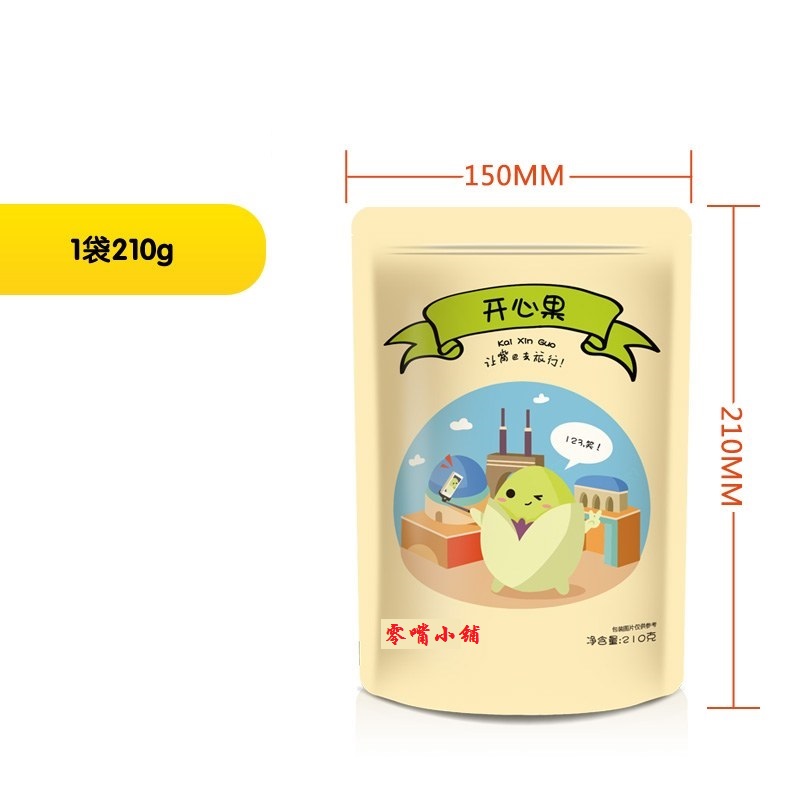 150MM
1袋210g
开心果
Kai Xin Guo
让嘴巴去旅行!
123,笑!
210MM
零嘴小铺
包装图片仅供参考
净含量:210克